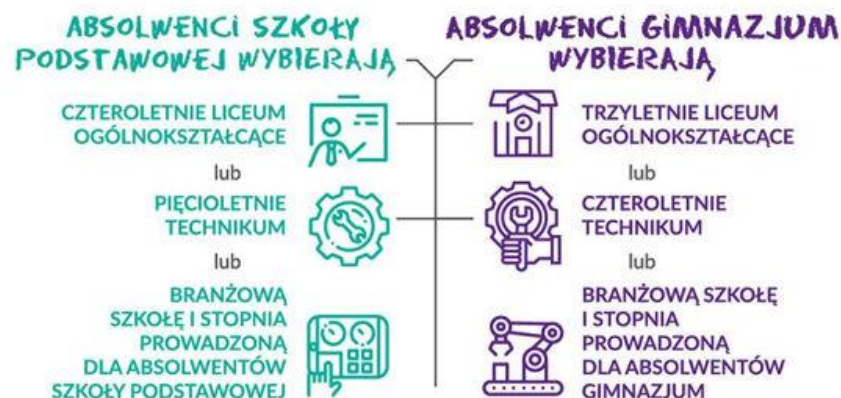 ABSOLWENCI SZKOŁY
PODSTAWOWEJ WYBIERAJĄ
CZTEROLETNIE LICEUM
OGÓLNOKSZTAŁCĄCE
lub
PIĘCIOLETNIE
TECHNIKUM
lub
BRANŻOWĄ
SZKOŁĘ I STOPNIA
PROWADZONĄ
DLA ABSOLWENTÓW
SZKOŁY PODSTAWOWEJ
ABSOLWENCI GIMNAZJUM
WYBIERAJĄ
TRZYLETNIE LICEUM
OGÓLNOKSZTAŁCĄCE
lub
CZTEROLETNIE
TECHNIKUM
lub
BRANŻOWĄ SZKOŁĘ
I STOPNIA
PROWADZONĄ
DLA ABSOLWENTÓW
GIMNAZJUM